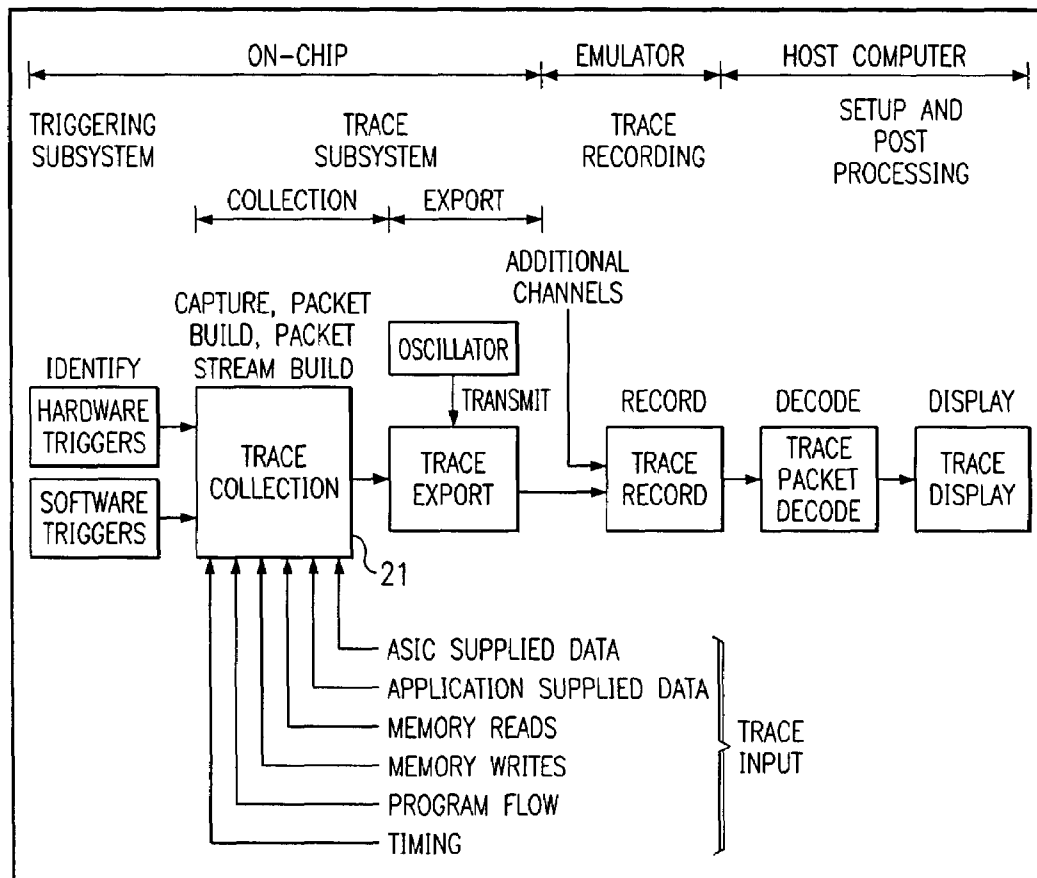 ON-CHIP
EMULATOR
HOST COMPUTER
TRIGGERING
SUBSYSTEM
TRACE
SUBSYSTEM
TRACE
RECORDING
SETUP AND
POST
PROCESSING
COLLECTION
EXPORT
ADDITIONAL
CHANNELS
CAPTURE, PACKET
BUILD, PACKET
STREAM BUILD
OSCILLATOR
IDENTIFY
TRANSMIT
RECORD
DECODE
DISPLAY
HARDWARE
TRIGGERS
SOFTWARE
TRIGGERS
TRACE
COLLECTION
TRACE
EXPORT
TRACE
RECORD
TRACE
PACKET
DECODE
TRACE
DISPLAY
21
ASIC SUPPLIED DATA
APPLICATION SUPPLIED DATA
MEMORY READS
MEMORY WRITES
PROGRAM FLOW
TIMING
TRACE
INPUT